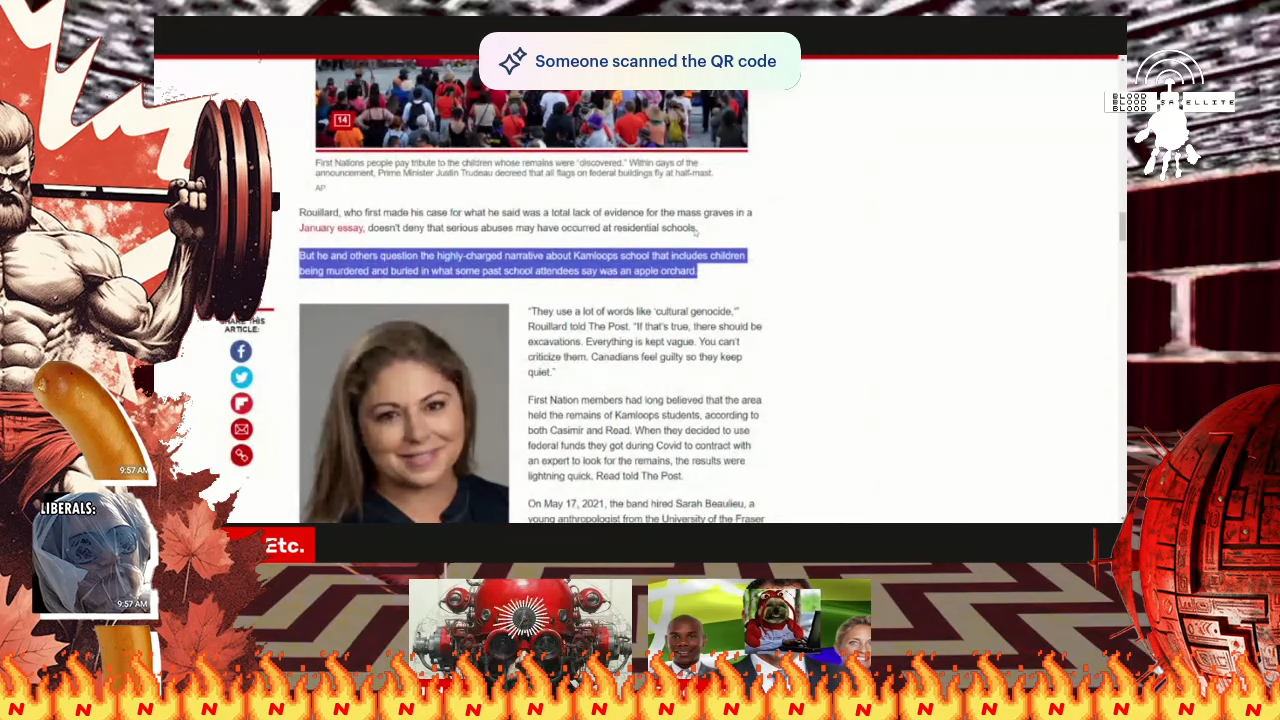 Someone scanned the QR code
BLOOD
BLOOD SATELLITE
BLOOD
14
First Nations people pay tribute to the children whose remains were “discovered.” Within days of the
announcement, Prime Minister Justin Trudeau decreed that all flags on federal buildings fly at half-mast.
AP
Rouillard, who first made his case for what he said was a total lack of evidence for the mass graves in a
January essay, doesn't deny that serious abuses may have occurred at residential schools.
But he and others question the highly-charged narrative about Kamloops school that includes children
being murdered and buried in what some past school attendees say was an apple orchard.
SHARE THIS
ARTICLE:
“They use a lot of words like ‘cultural genocide,’”
Rouillard told The Post. “If that’s true, there should be
excavations. Everything is kept vague. You can’t
criticize them. Canadians feel guilty so they keep
quiet.”
First Nation members had long believed that the area
held the remains of Kamloops students, according to
both Casimir and Read. When they decided to use
federal funds they got during Covid to contract with
an expert to look for the remains, the results were
lightning quick, Read told The Post.
On May 17, 2021, the band hired Sarah Beaulieu, a
young anthropologist from the University of the Fraser
9:57 AM
LIBERALS:
9:57 AM
Etc.
N N N N N N N N N N N N N N N N N N N N